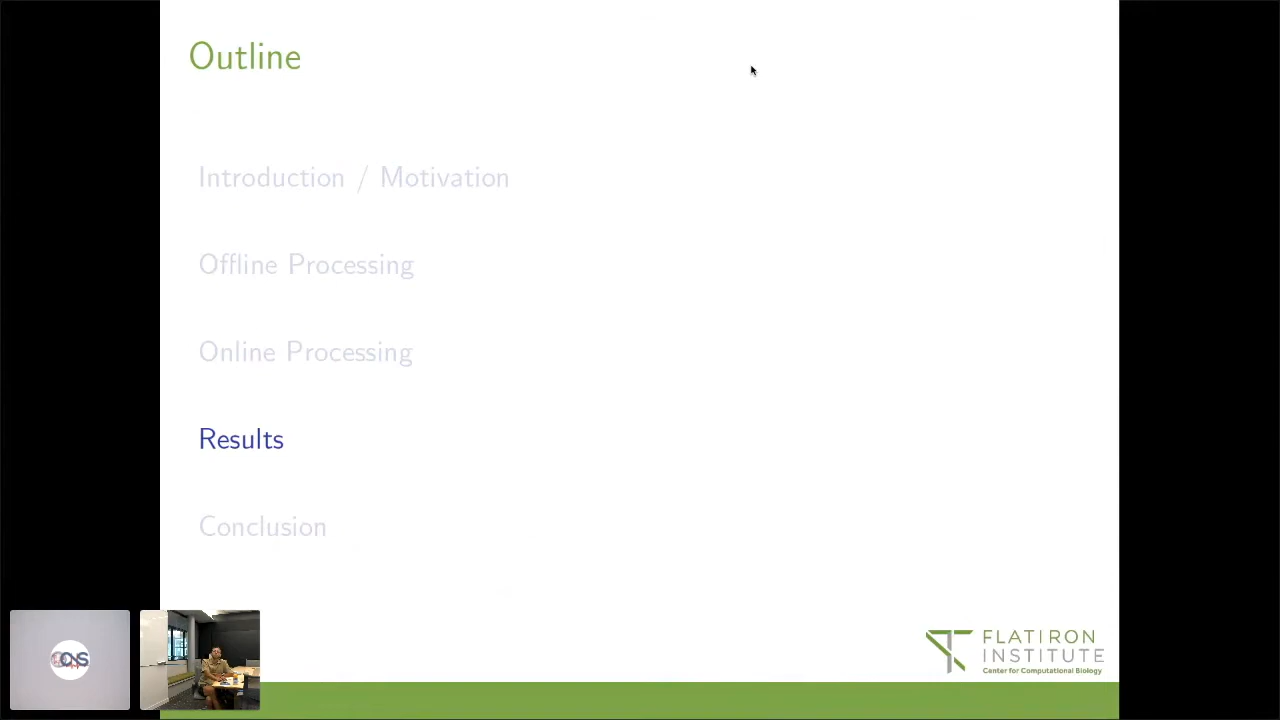 Outline
Introduction / Motivation
Offline Processing
Online Processing
Results
Conclusion
FLATIRON
INSTITUTE
Center for Computational Biology